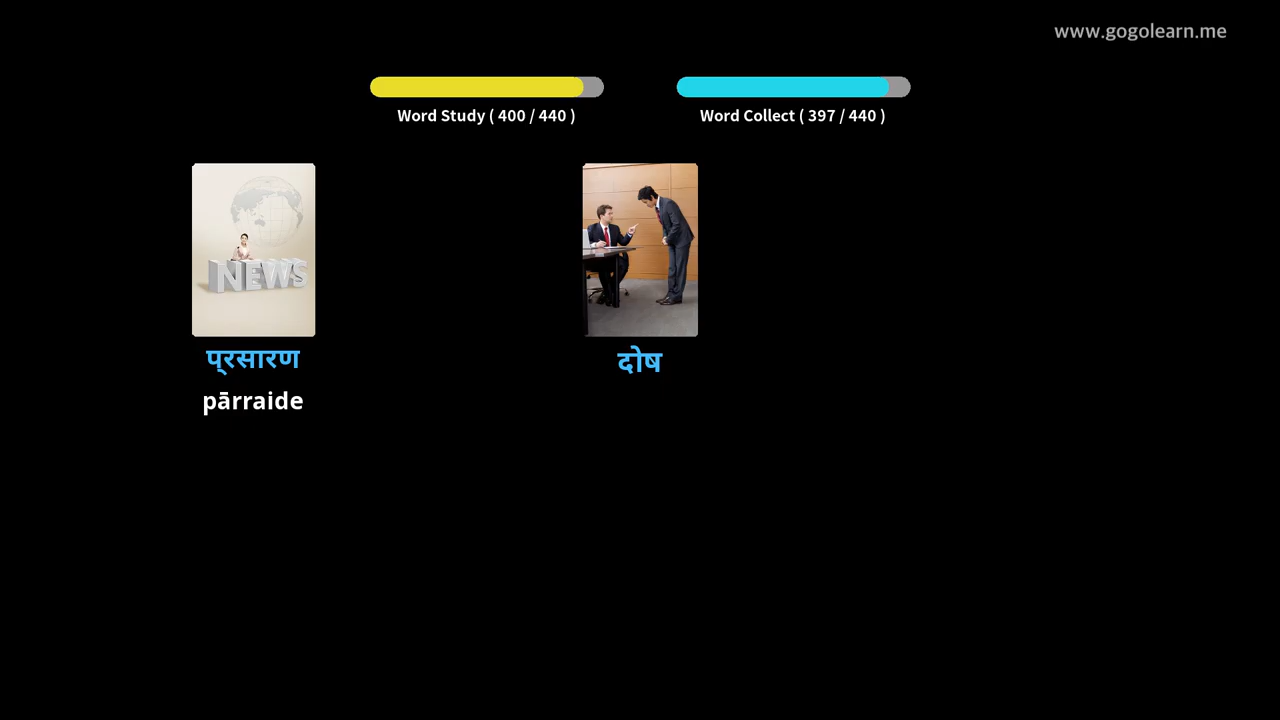 www.gogolearn.me
Word Study ( 400 / 440 )
Word Collect ( 397 / 440 )
NEWS
प्रसारण
दोष
pārraide